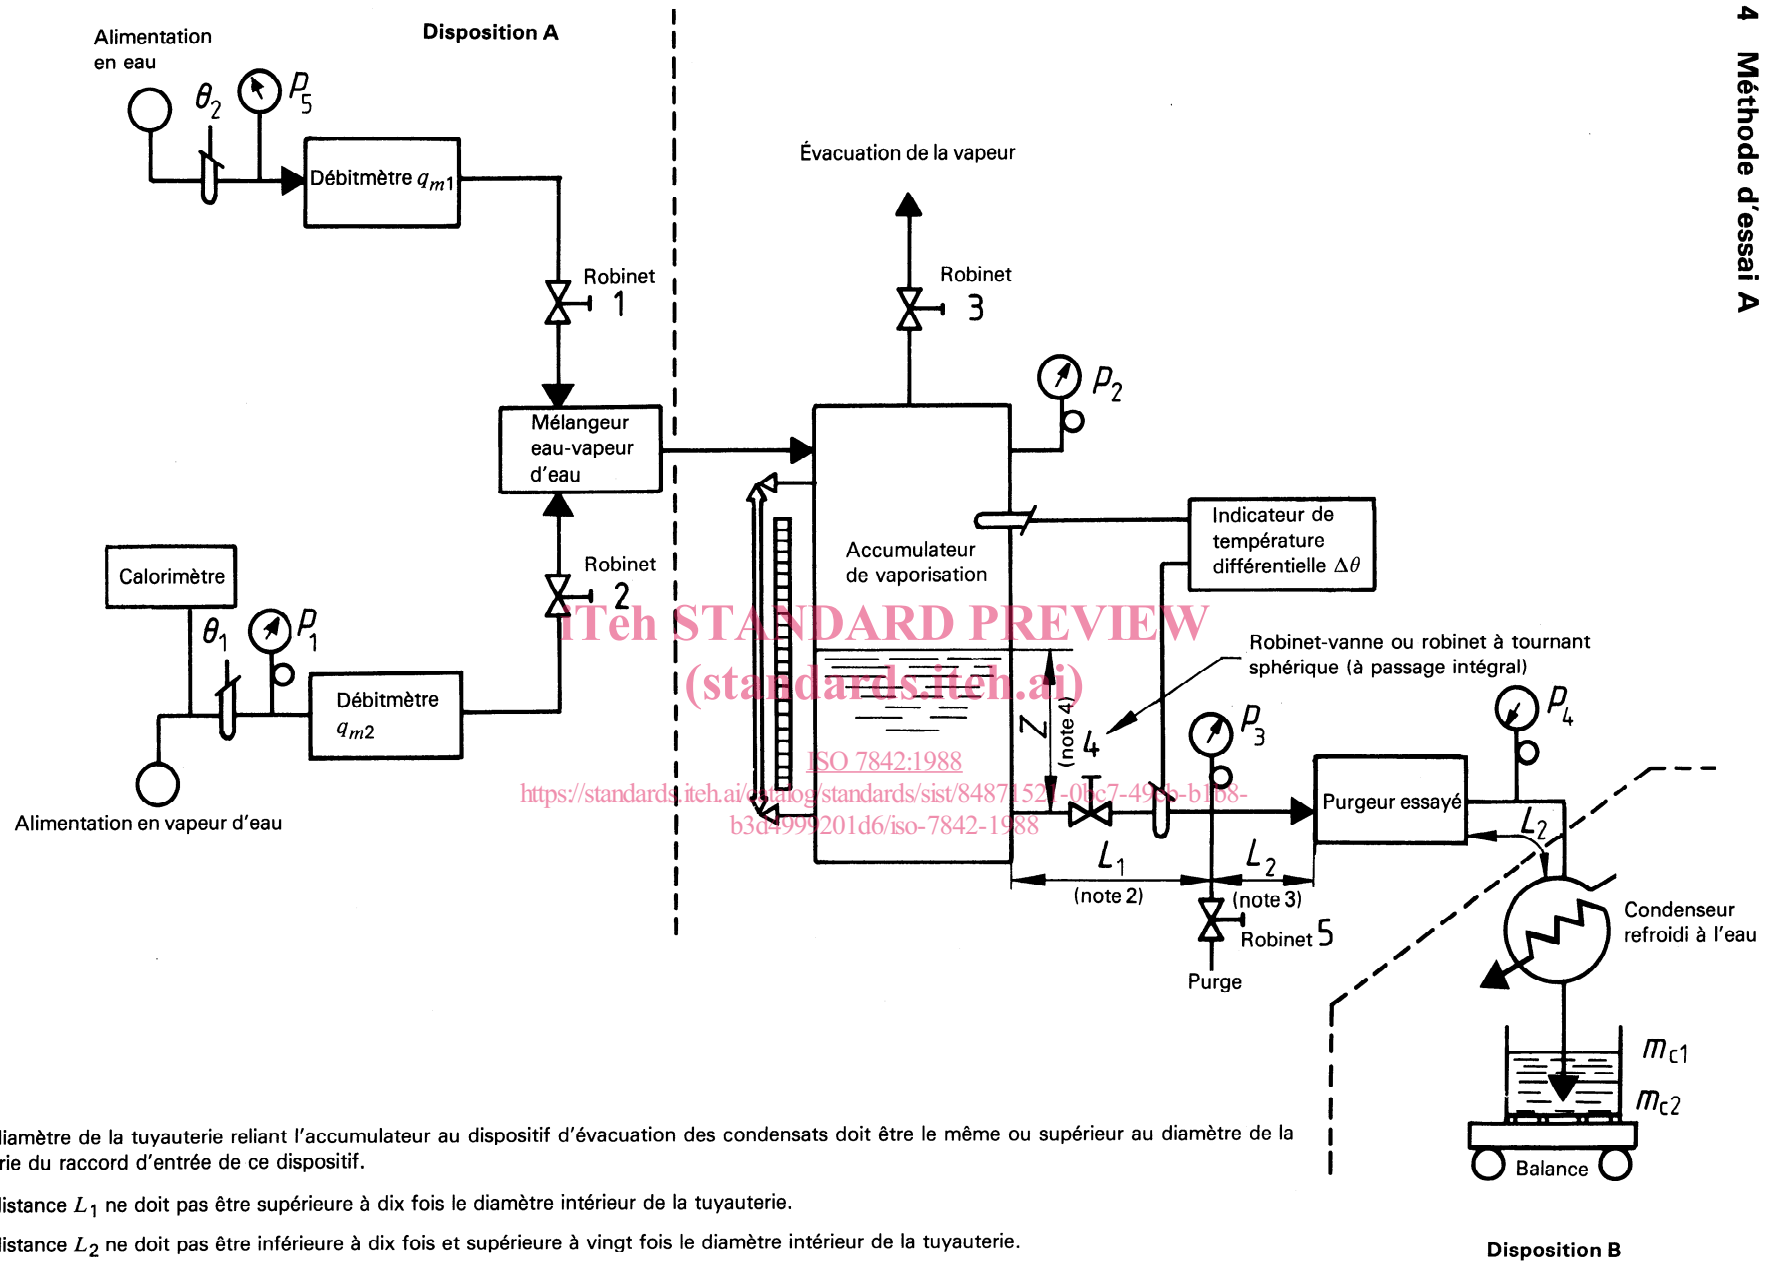 4 Méthode d'essai A
Disposition A
Alimentation
en eau
θ2
P5
Débitmètre qm1
Robinet
1
Évacuation de la vapeur
Robinet
3
P2
Mélangeur
eau-vapeur
d'eau
Indicateur de
température
différentielle Δθ
Accumulateur
de vaporisation
Calorimètre
Robinet
2
θ1
P1
Débitmètre
qm2
Alimentation en vapeur d'eau
iTeh STANDARD PREVIEW
(standards.iteh.ai)
Robinet-vanne ou robinet à tournant
sphérique (à passage intégral)
Z
(note 4)
4
P3
P4
ISO 7842:1988
Purgeur essayé
L2
L1
(note 2)
L2
(note 3)
Robinet 5
Purge
Condenseur
refroidi à l'eau
mc1
mc2
Balance
Disposition B
diamètre de la tuyauterie reliant l'accumulateur au dispositif d'évacuation des condensats doit être le même ou supérieur au diamètre de la
rie du raccord d'entrée de ce dispositif.
distance L1 ne doit pas être supérieure à dix fois le diamètre intérieur de la tuyauterie.
distance L2 ne doit pas être inférieure à dix fois et supérieure à vingt fois le diamètre intérieur de la tuyauterie.